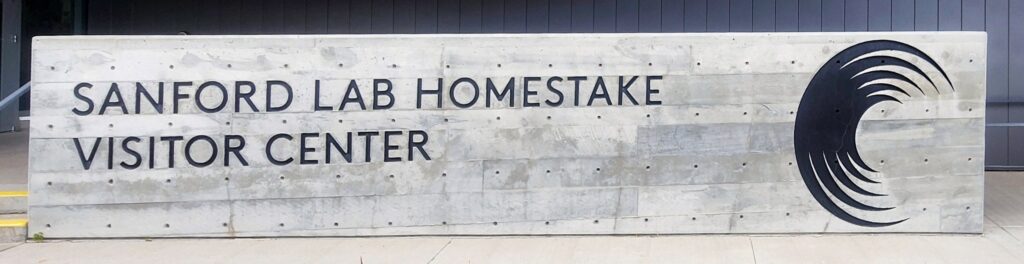 SANFORD LAB HOMESTAKE
VISITOR CENTER